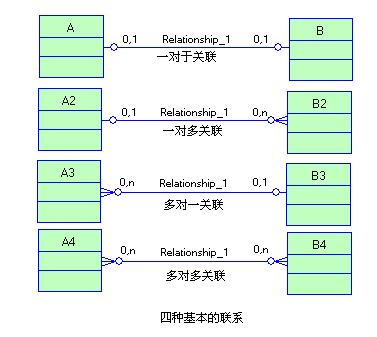 A 0,1 Relationship_1 0,1 B
一对于关联
A2 0,1 Relationship_1 0,n B2
一对多关联
A3 0,n Relationship_1 0,1 B3
多对一关联
A4 0,n Relationship_1 0,n B4
多对多关联
四种基本的联系